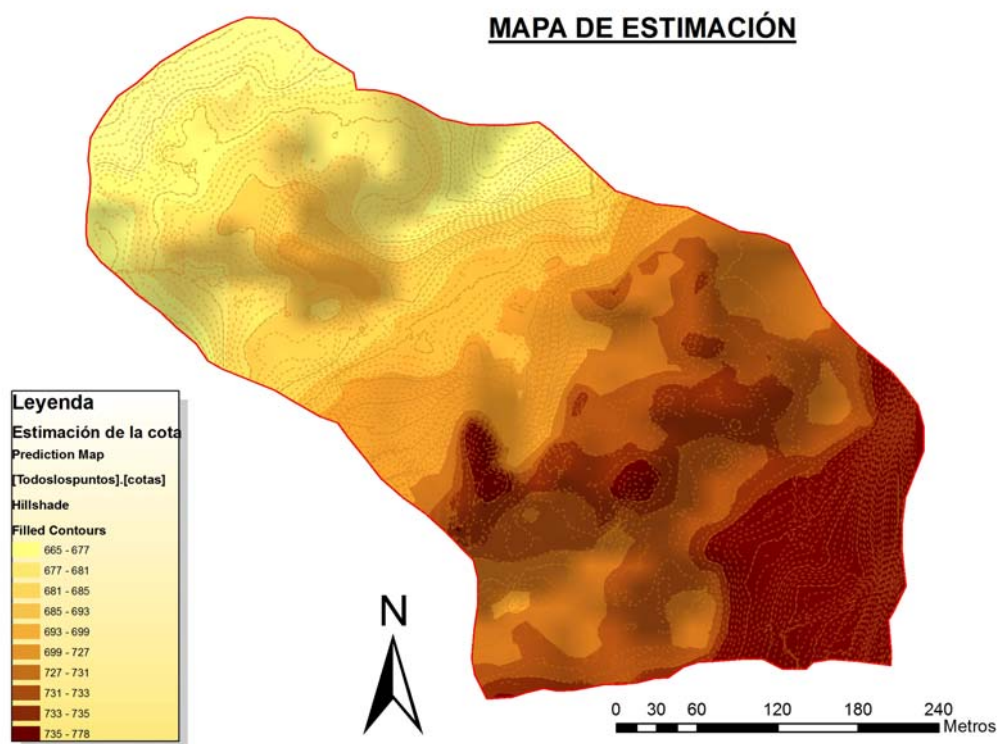 MAPA DE ESTIMACIÓN
Leyenda
Estimación de la cota
Prediction Map
[Todoslospuntos].[cotas]
Hillshade
Filled Contours
665 - 677
677 - 681
681 - 685
685 - 693
693 - 699
699 - 727
727 - 731
731 - 733
733 - 735
735 - 778
N
0 30 60 120 180 240
Metros